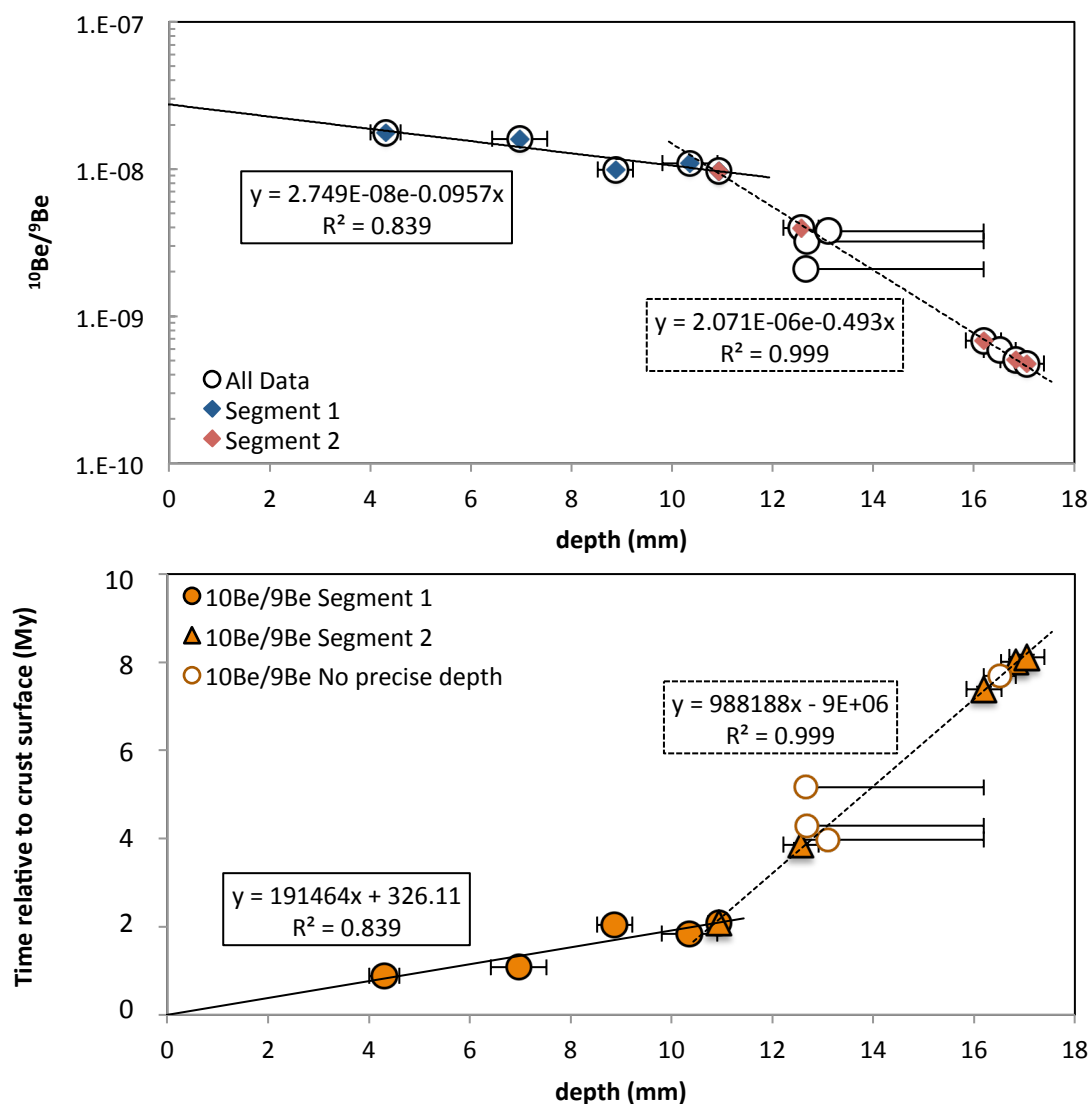 1.E-07
1.E-08
1.E-09
1.E-10
¹⁰Be/⁹Be
y = 2.749E-08e-0.0957x
R² = 0.839
y = 2.071E-06e-0.493x
R² = 0.999
All Data
Segment 1
Segment 2
0 2 4 6 8 10 12 14 16 18
depth (mm)
Time relative to crust surface (My)
10
8
6
4
2
0
10Be/9Be Segment 1
10Be/9Be Segment 2
10Be/9Be No precise depth
y = 988188x - 9E+06
R² = 0.999
y = 191464x + 326.11
R² = 0.839
0 2 4 6 8 10 12 14 16 18
depth (mm)